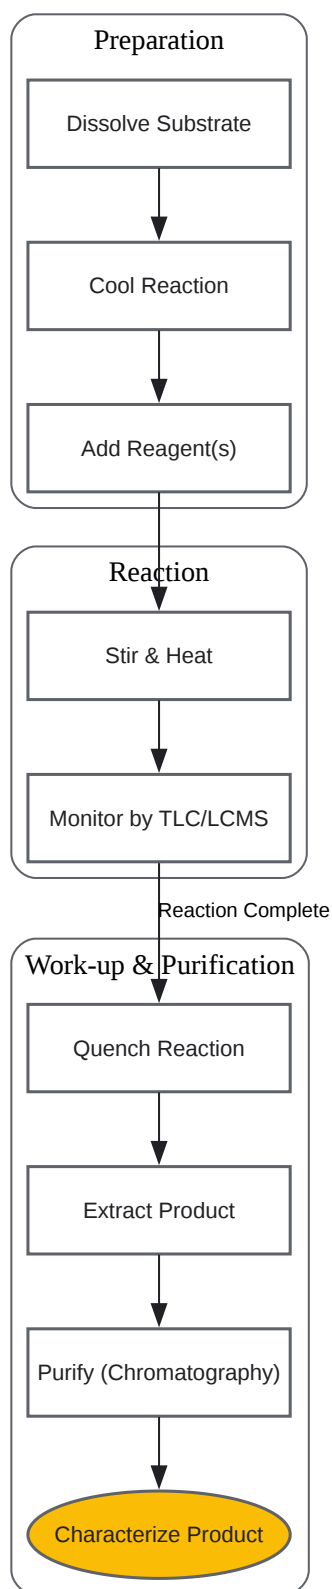 Preparation
Dissolve Substrate
Cool Reaction
Add Reagent(s)
Reaction
Stir & Heat
Monitor by TLC/LCMS
Reaction Complete
Work-up & Purification
Quench Reaction
Extract Product
Purify (Chromatography)
Characterize Product